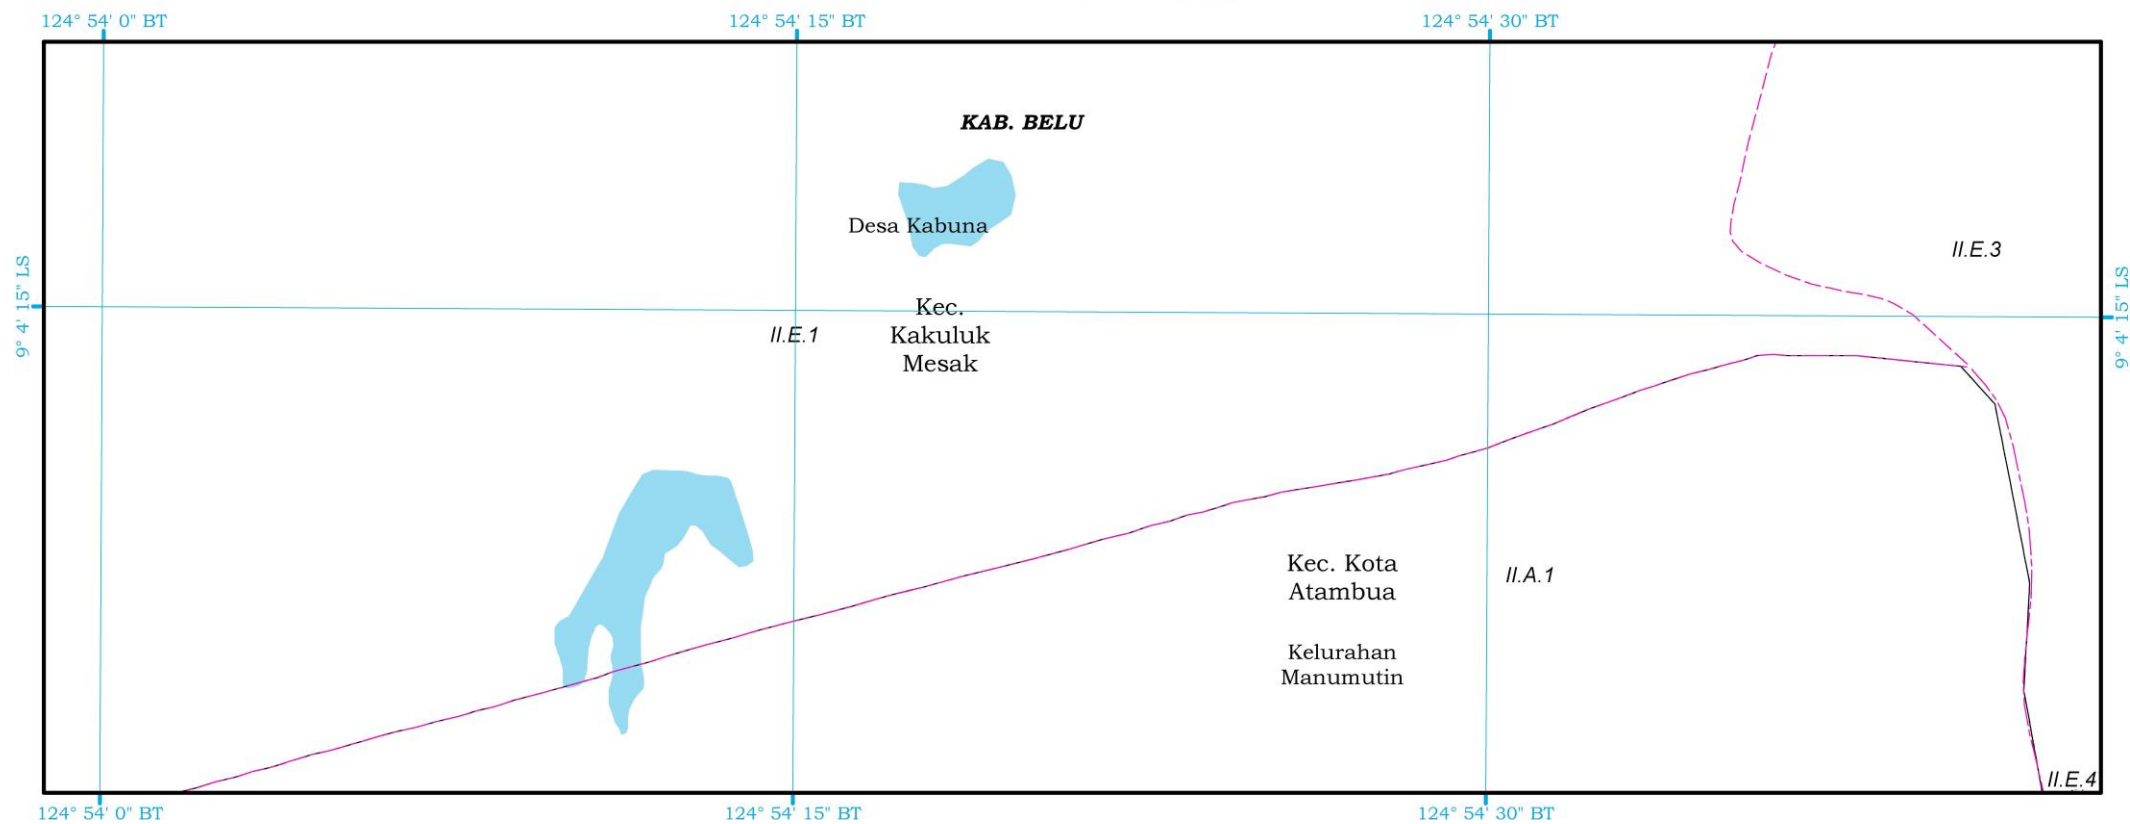 124° 54' 0" BT
124° 54' 15" BT
124° 54' 30" BT
KAB. BELU
Desa Kabuna
II.E.3
9° 4' 15" LS
9° 4' 15" LS
Kec.
Kakuluk
Mesak
II.E.1
Kec. Kota
Atambua
II.A.1
Kelurahan
Manumutin
II.E.4
124° 54' 0" BT
124° 54' 15" BT
124° 54' 30" BT